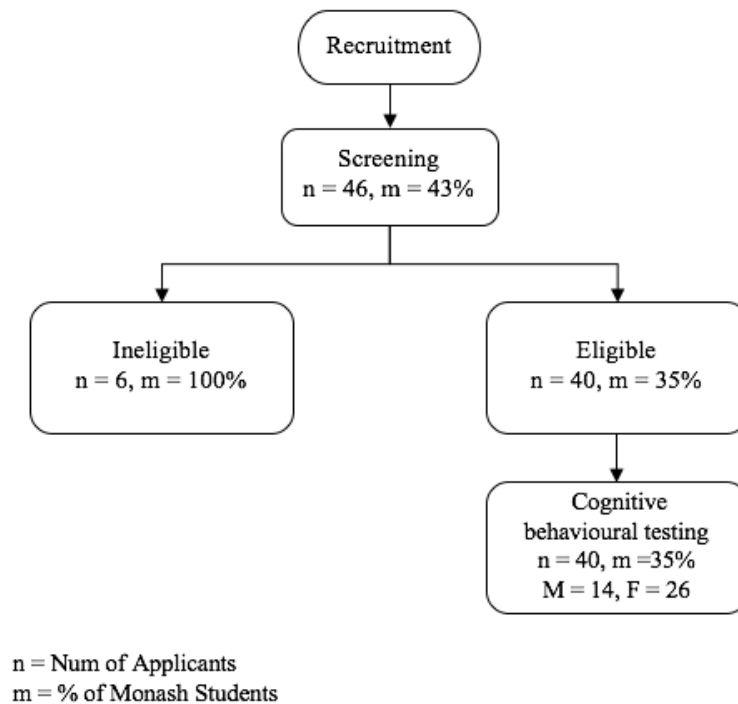 Recruitment
Screening
n = 46, m = 43%
Ineligible
n = 6, m = 100%
Eligible
n = 40, m = 35%
Cognitive
behavioural testing
n = 40, m =35%
M = 14, F = 26
n = Num of Applicants
m = % of Monash Students